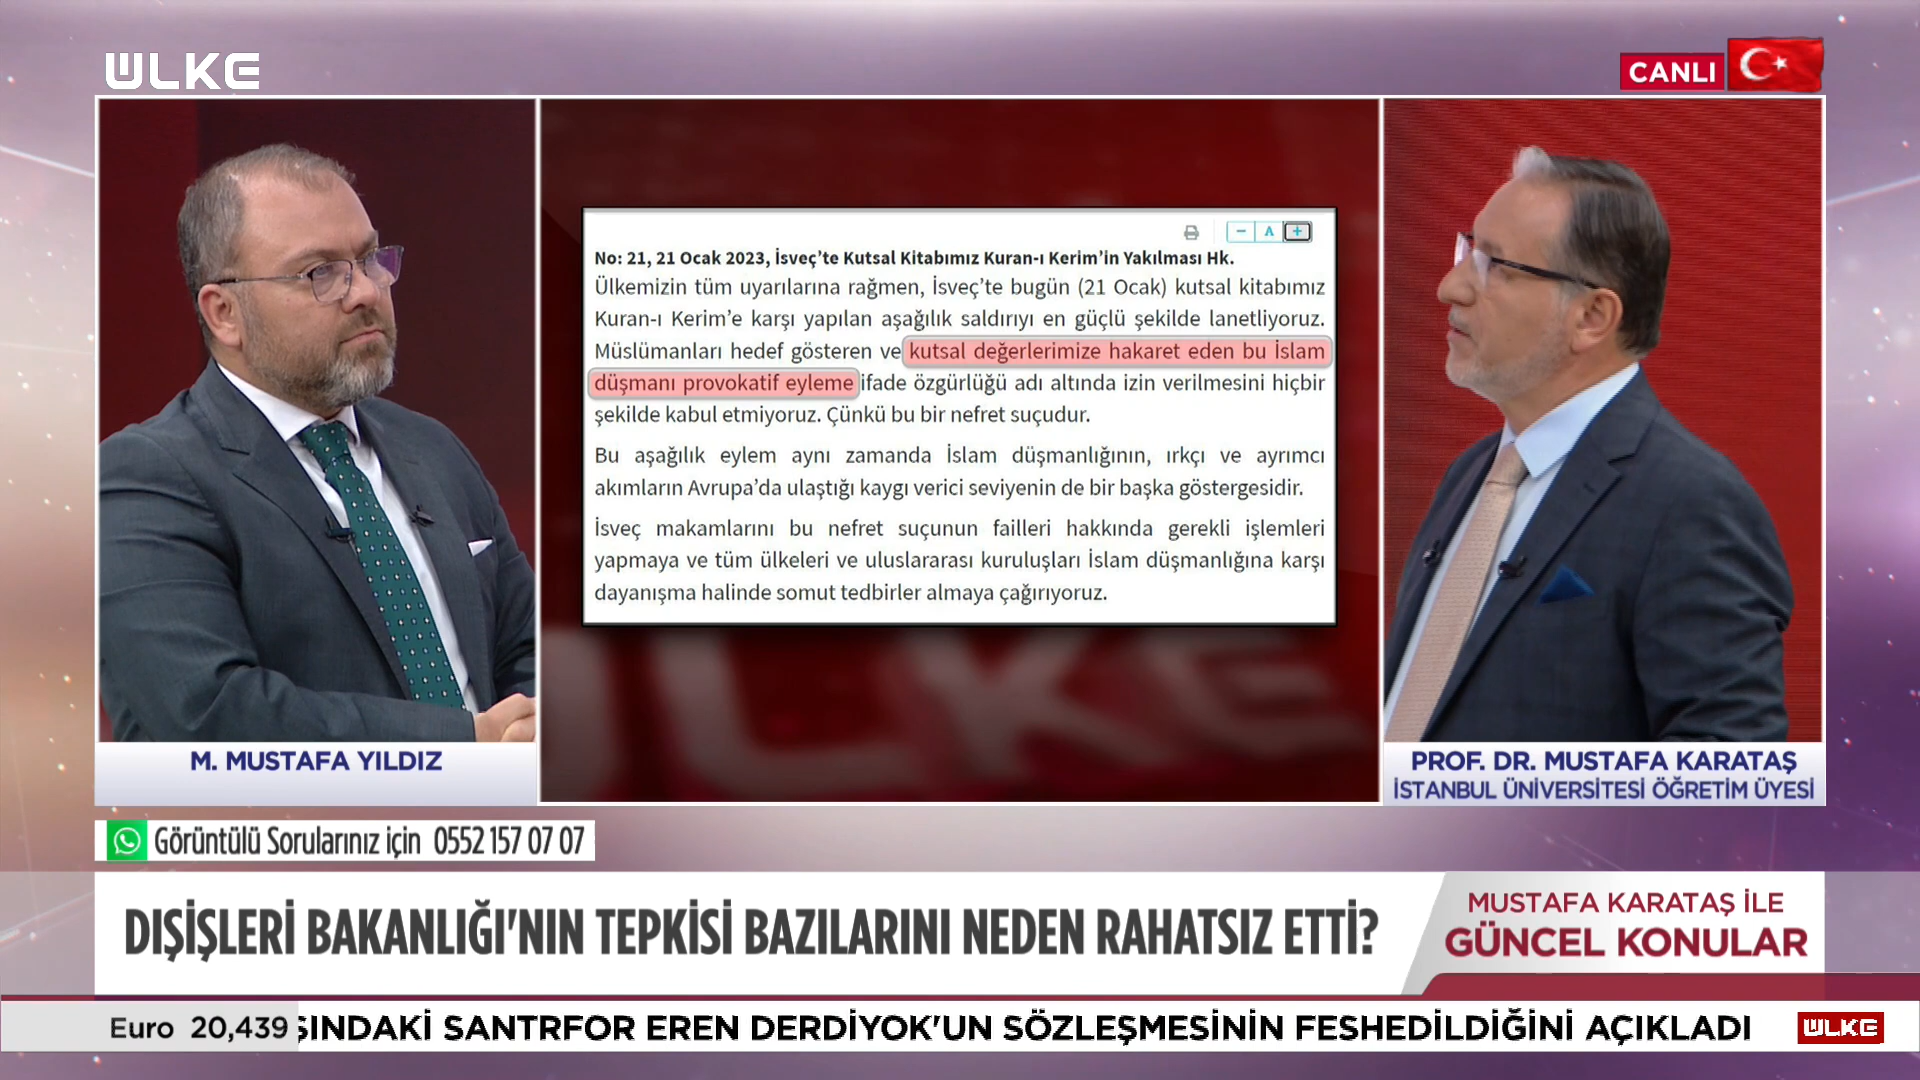 ÜLKE
CANLI
No: 21, 21 Ocak 2023, İsveç’te Kutsal Kitabımız Kuran-ı Kerim’in Yakılması Hk.
Ülkemizin tüm uyarılarına rağmen, İsveç’te bugün (21 Ocak) kutsal kitabımız
Kuran-ı Kerim’e karşı yapılan aşağılık saldırıyı en güçlü şekilde lanetliyoruz.
Müslümanları hedef gösteren ve kutsal değerlerimize hakaret eden bu İslam
düşmanı provokatif eyleme ifade özgürlüğü adı altında izin verilmesini hiçbir
şekilde kabul etmiyoruz. Çünkü bu bir nefret suçudur.
Bu aşağılık eylem aynı zamanda İslam düşmanlığının, ırkçı ve ayrımcı
akımların Avrupa’da ulaştığı kaygı verici seviyenin de bir başka göstergesidir.
İsveç makamlarını bu nefret suçunun failleri hakkında gerekli işlemleri
yapmaya ve tüm ülkeleri ve uluslararası kuruluşları İslam düşmanlığına karşı
dayanışma halinde somut tedbirler almaya çağırıyoruz.
- A +
ÜLKE
M. MUSTAFA YILDIZ
PROF. DR. MUSTAFA KARATAŞ
İSTANBUL ÜNİVERSİTESİ ÖĞRETİM ÜYESİ
Görüntülü Sorularınız için 0552 157 07 07
DIŞİŞLERİ BAKANLIĞI'NIN TEPKİSİ BAZILARINI NEDEN RAHATSIZ ETTİ?
MUSTAFA KARATAŞ İLE
GÜNCEL KONULAR
Euro 20,439
ŞINDAKİ SANTRFOR EREN DERDİYOK'UN SÖZLEŞMESİNİN FESHEDİLDİĞİNİ AÇIKLADI
ÜLKE